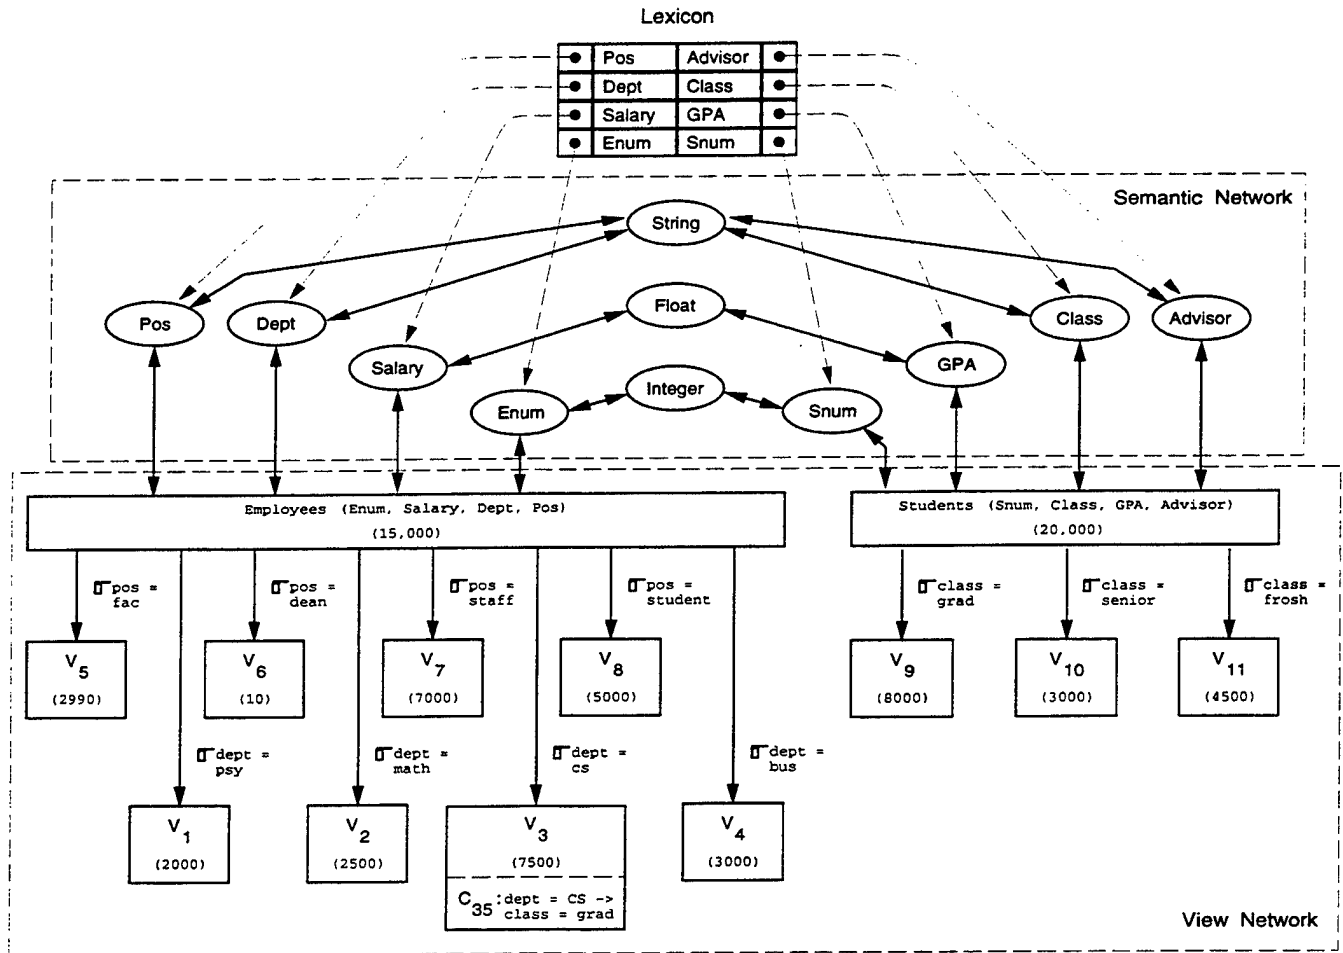 Lexicon
Pos Advisor
Dept Class
Salary GPA
Enum Snum
Semantic Network
String
Pos
Dept
Float
Class
Advisor
Salary
GPA
Integer
Enum
Snum
Employees (Enum, Salary, Dept, Pos)
(15,000)
Students (Snum, Class, GPA, Advisor)
(20,000)
σpos =
fac
σpos =
dean
σpos =
staff
σpos =
student
σclass =
grad
σclass =
senior
σclass =
frosh
V5
(2990)
V6
(10)
V7
(7000)
V8
(5000)
V9
(8000)
V10
(3000)
V11
(4500)
σdept =
psy
σdept =
math
σdept =
cs
σdept =
bus
V1
(2000)
V2
(2500)
V3
(7500)
V4
(3000)
C35:dept = CS ->
class = grad
View Network